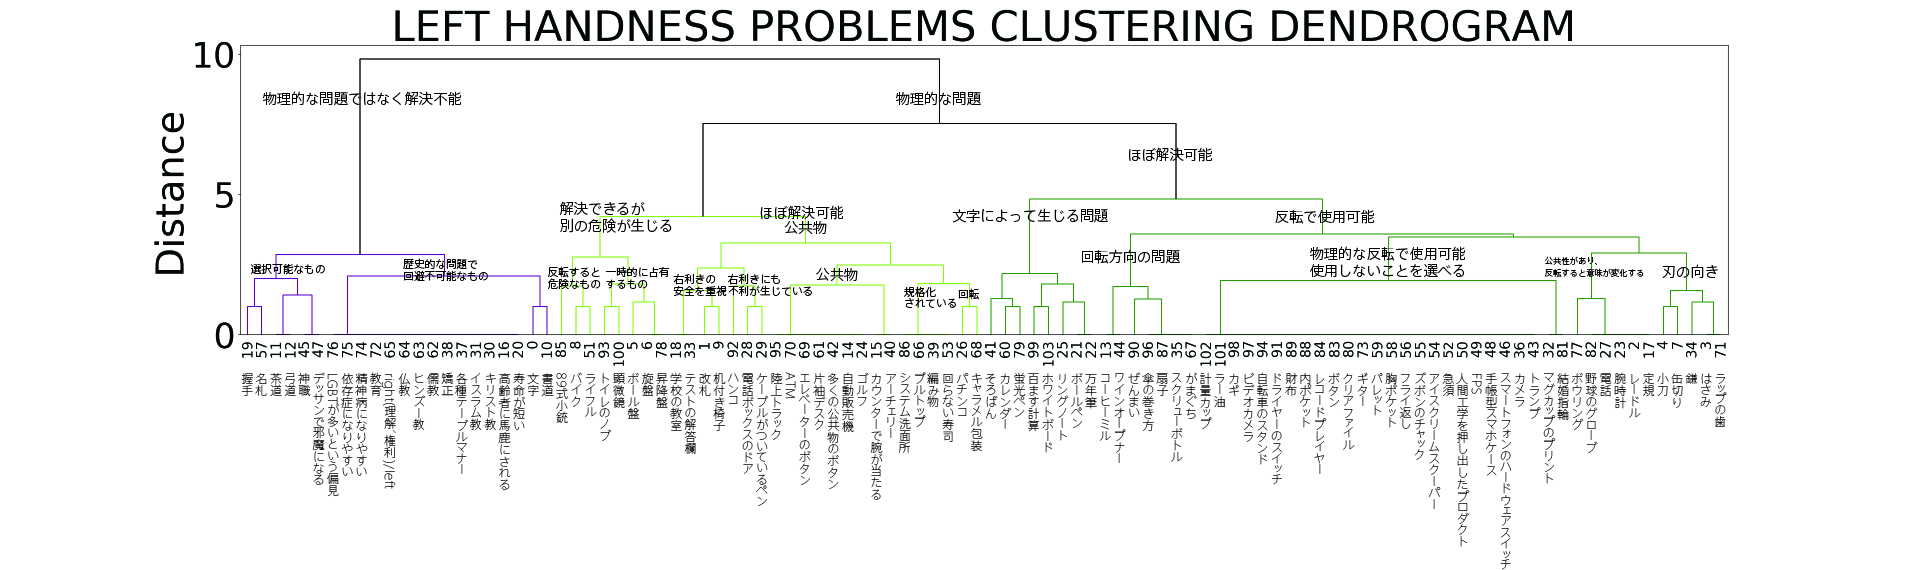 LEFT HANDNESS PROBLEMS CLUSTERING DENDROGRAM
10
5
0
Distance
物理的な問題ではなく解決不能
物理的な問題
ほぼ解決可能
解決できるが
別の危険が生じる
ほぼ解決可能
公共物
文字によって生じる問題
反転で使用可能
回転方向の問題
物理的な反転で使用可能
使用しないことを選べる
公共性があり、
反転すると意味が変化する
刃の向き
選択可能なもの
歴史的な問題で
回避不可能なもの
反転すると
危険なもの
一時的に占有
するもの
右利きの
安全を重視
右利きにも
不利が生じている
公共物
規格化
されている
回転
19 57 11 12 45 47 76 75 74 72 65 64 63 62 38 37 31 30 16 20 0 10 85 8 51 93 100 5 6 78 18 33 1 9 92 28 29 95 70 69 61 42 14 24 15 40 86 66 39 53 26 68 41 60 79 99 103 25 21 22 13 44 90 96 87 35 67 102 101 98 97 94 91 89 88 84 83 80 73 59 58 56 55 54 52 50 49 48 46 36 34 32 81 77 82 27 23 2 17 4 7 34 3 71
握手
名札
茶道
弓道
神職
デッサンで邪魔になる
LGBTが多いという偏見
依存症になりやすい
精神病になりやすい
教育
right(理解、権利)/left
仏教
ヒンズー教
儒教
矯正
各種テーブルマナー
イスラム教
キリスト教
高齢者に馬鹿にされる
寿命が短い
文字
書道
89式小銃
バイク
ライフル
トイレのノブ
顕微鏡
ボール盤
旋盤
昇降盤
学校の教室
テストの解答欄
改札
机付き椅子
ハンコ
電話ボックスのドア
ケーブルがついているペン
陸上トラック
ATM
エレベーターのボタン
片袖デスク
多くの公共物のボタン
自動販売機
ゴルフ
カウンターで腕が当たる
アーチェリー
システム洗面所
プルトップ
編み物
回らない寿司
パチンコ
キャラメル包装
そろばん
カレンダー
蛍光ペン
百ます計算
ホワイトボード
リングノート
ボールペン
万年筆
コーヒーミル
ワインオープナー
ぜんまい
傘の巻き方
扇子
スクリューボトル
がまぐち
計量カップ
ラー油
カギ
ビデオカメラ
自転車のスタンド
ドライヤーのスイッチ
財布
内ポケット
レコードプレイヤー
ボタン
クリアファイル
ギター
パレット
胸ポケット
フライ返し
ズボンのチャック
アイスクリームスクーパー
急須
人間工学を押し出したプロダクト
FPS
手帳型スマホケース
スマートフォンのハードウェアスイッチ
カメラ
トランプ
マグカップのプリント
結婚指輪
ボウリング
野球のグローブ
電話
腕時計
レードル
定規
小刀
缶切り
鎌
はさみ
ラップの歯